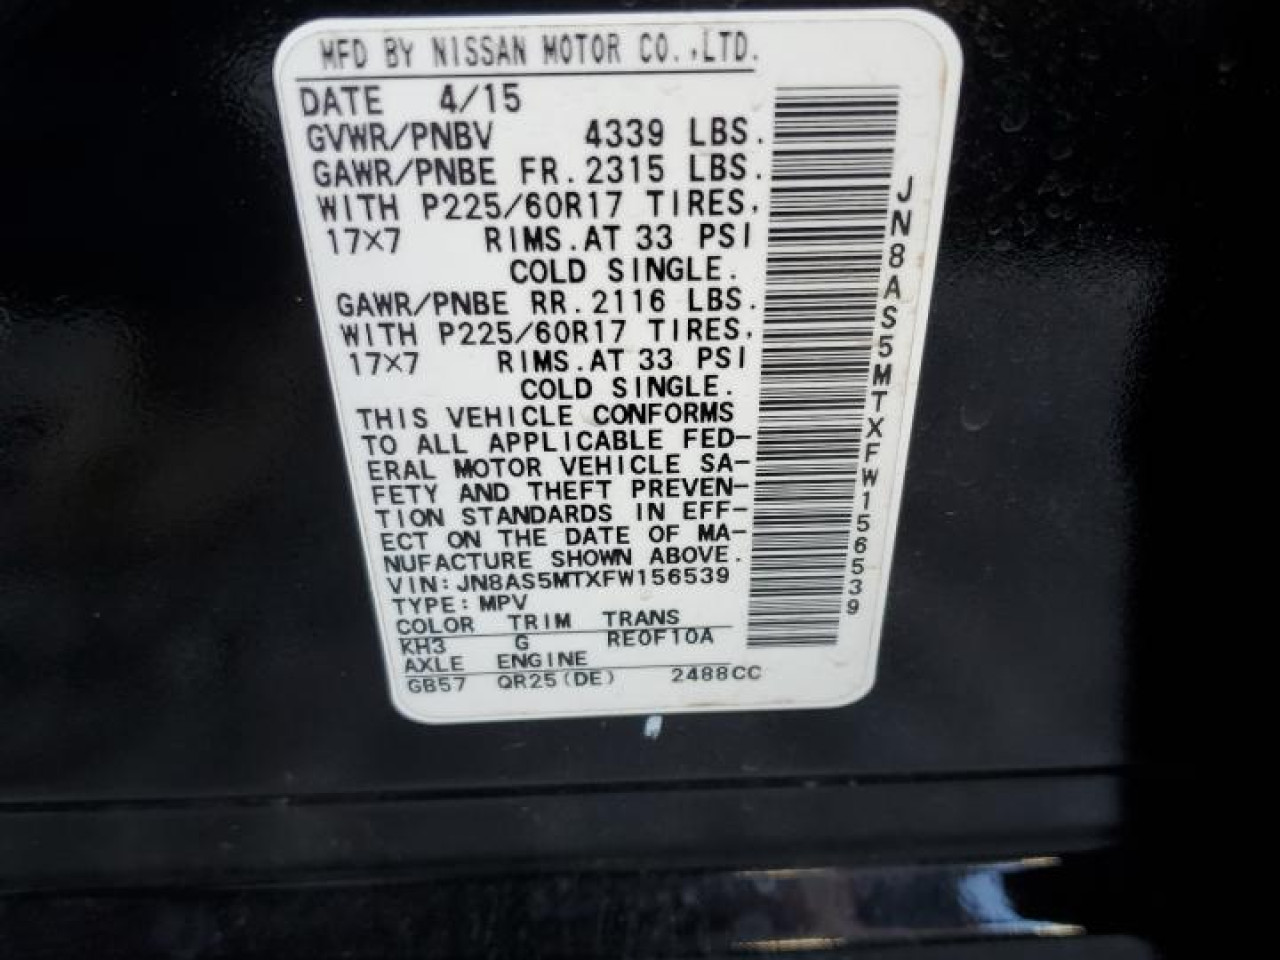 MFD BY NISSAN MOTOR CO.,LTD.
DATE 4/15
GVWR/PNBV 4339 LBS.
GAWR/PNBE FR.2315 LBS.
WITH P225/60R17 TIRES,
17×7 RIMS.AT 33 PSI
COLD SINGLE.
GAWR/PNBE RR.2116 LBS.
WITH P225/60R17 TIRES.
17×7 RIMS.AT 33 PSI
COLD SINGLE.
THIS VEHICLE CONFORMS
TO ALL APPLICABLE FED-
ERAL MOTOR VEHICLE SA-
FETY AND THEFT PREVEN-
TION STANDARDS IN EFF-
ECT ON THE DATE OF MA-
NUFACTURE SHOWN ABOVE.
VIN:JN8AS5MTXFW156539
TYPE:MPV
COLOR TRIM TRANS
KH3 G RE0F10A
AXLE ENGINE
GB57 QR25(DE) 2488CC
JN8AS5MTXFW156539